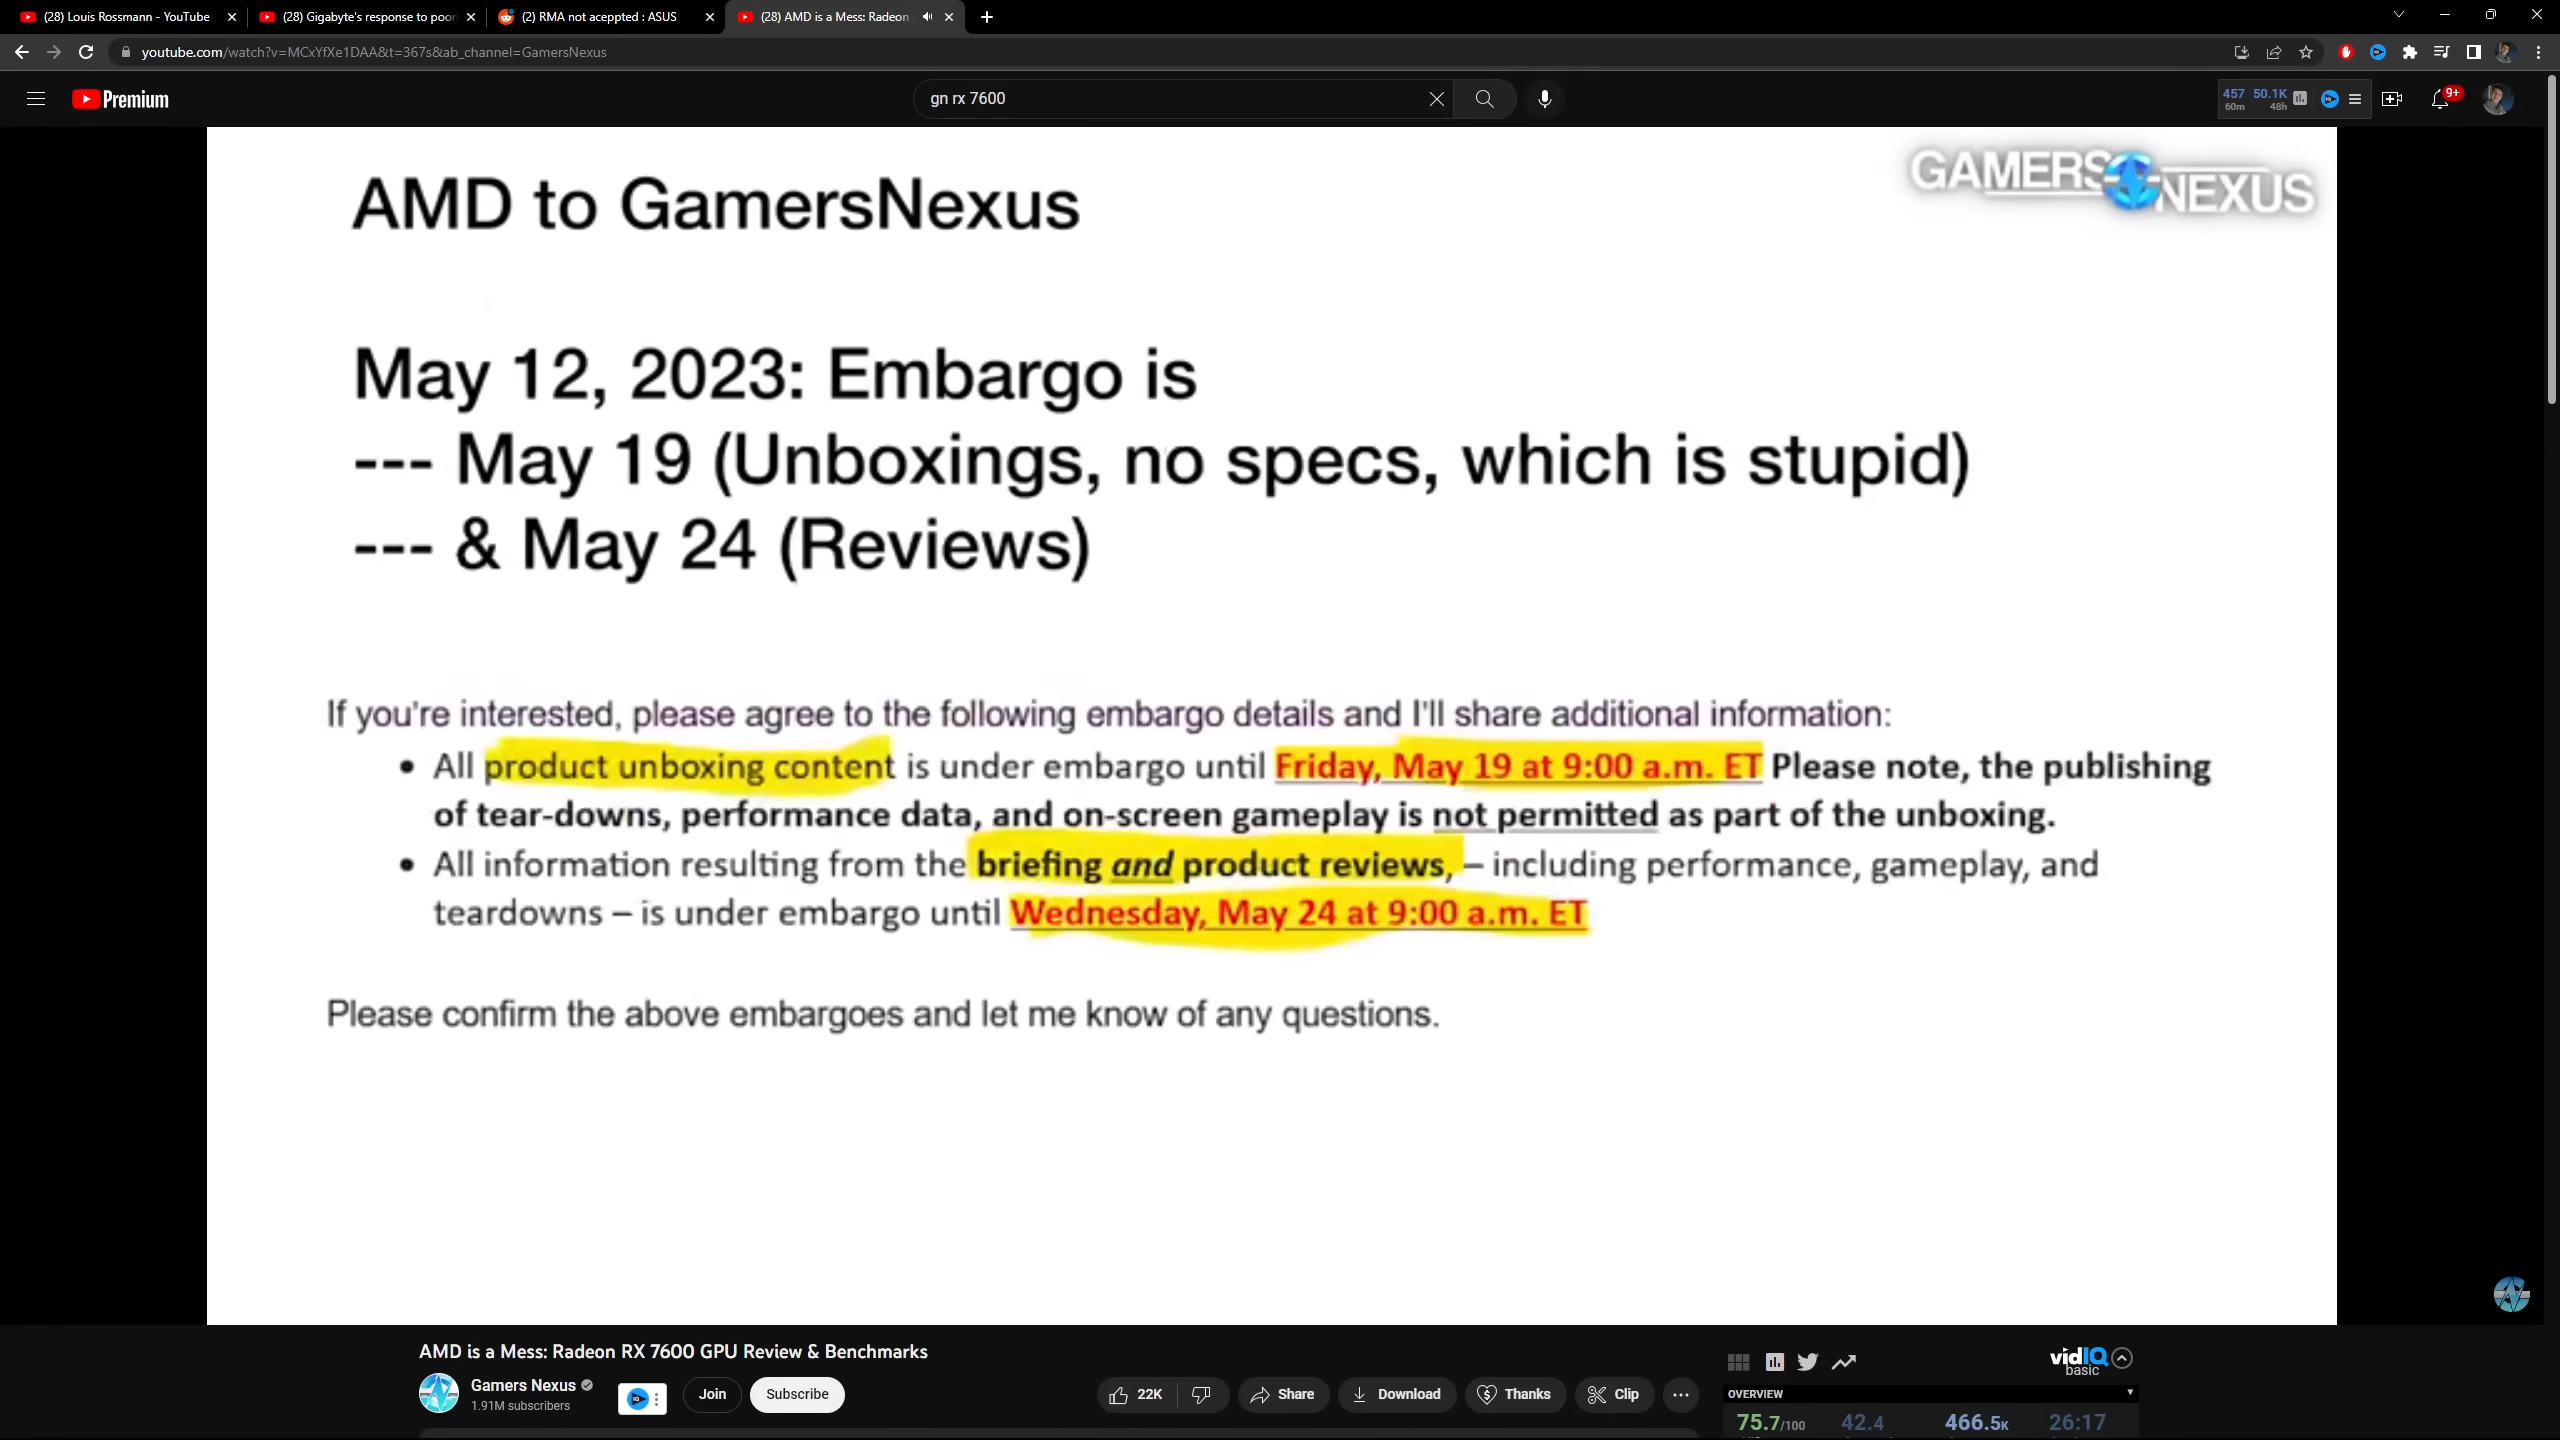 (28) Louis Rossmann - YouTube
(28) Gigabyte's response to poor
(2) RMA not aceppted : ASUS
(28) AMD is a Mess: Radeon
youtube.com/watch?v=MCxYfXe1DAA&t=367s&ab_channel=GamersNexus
Premium
gn rx 7600
457 50.1K
60m 48h
9+
GAMERS NEXUS
AMD to GamersNexus
May 12, 2023: Embargo is
--- May 19 (Unboxings, no specs, which is stupid)
--- & May 24 (Reviews)
If you're interested, please agree to the following embargo details and I'll share additional information:
• All product unboxing content is under embargo until Friday, May 19 at 9:00 a.m. ET Please note, the publishing
of tear-downs, performance data, and on-screen gameplay is not permitted as part of the unboxing.
• All information resulting from the briefing and product reviews, – including performance, gameplay, and
teardowns – is under embargo until Wednesday, May 24 at 9:00 a.m. ET
Please confirm the above embargoes and let me know of any questions.
AMD is a Mess: Radeon RX 7600 GPU Review & Benchmarks
Gamers Nexus
1.91M subscribers
Join
Subscribe
22K
Share
Download
Thanks
Clip
vidIQ
basic
OVERVIEW
75.7/100 42.4 466.5K 26:17